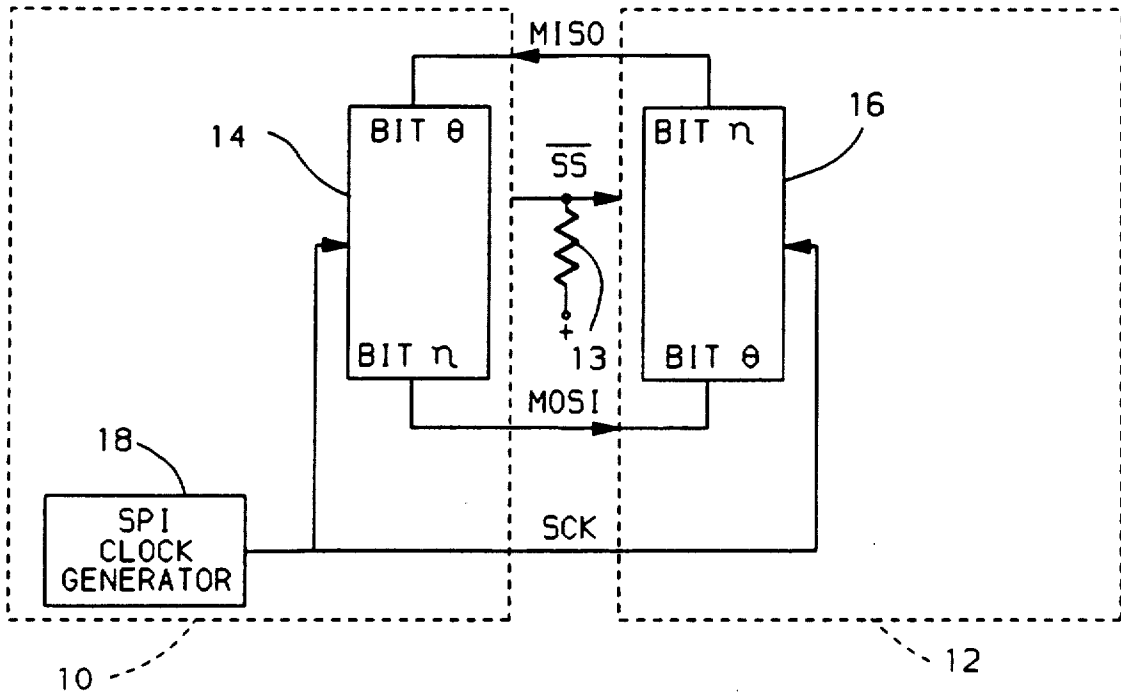 MISO
14
BIT θ
BIT η
16
SS
BIT η
13
BIT θ
+
MOSI
18
SPI
CLOCK
GENERATOR
SCK
10
12